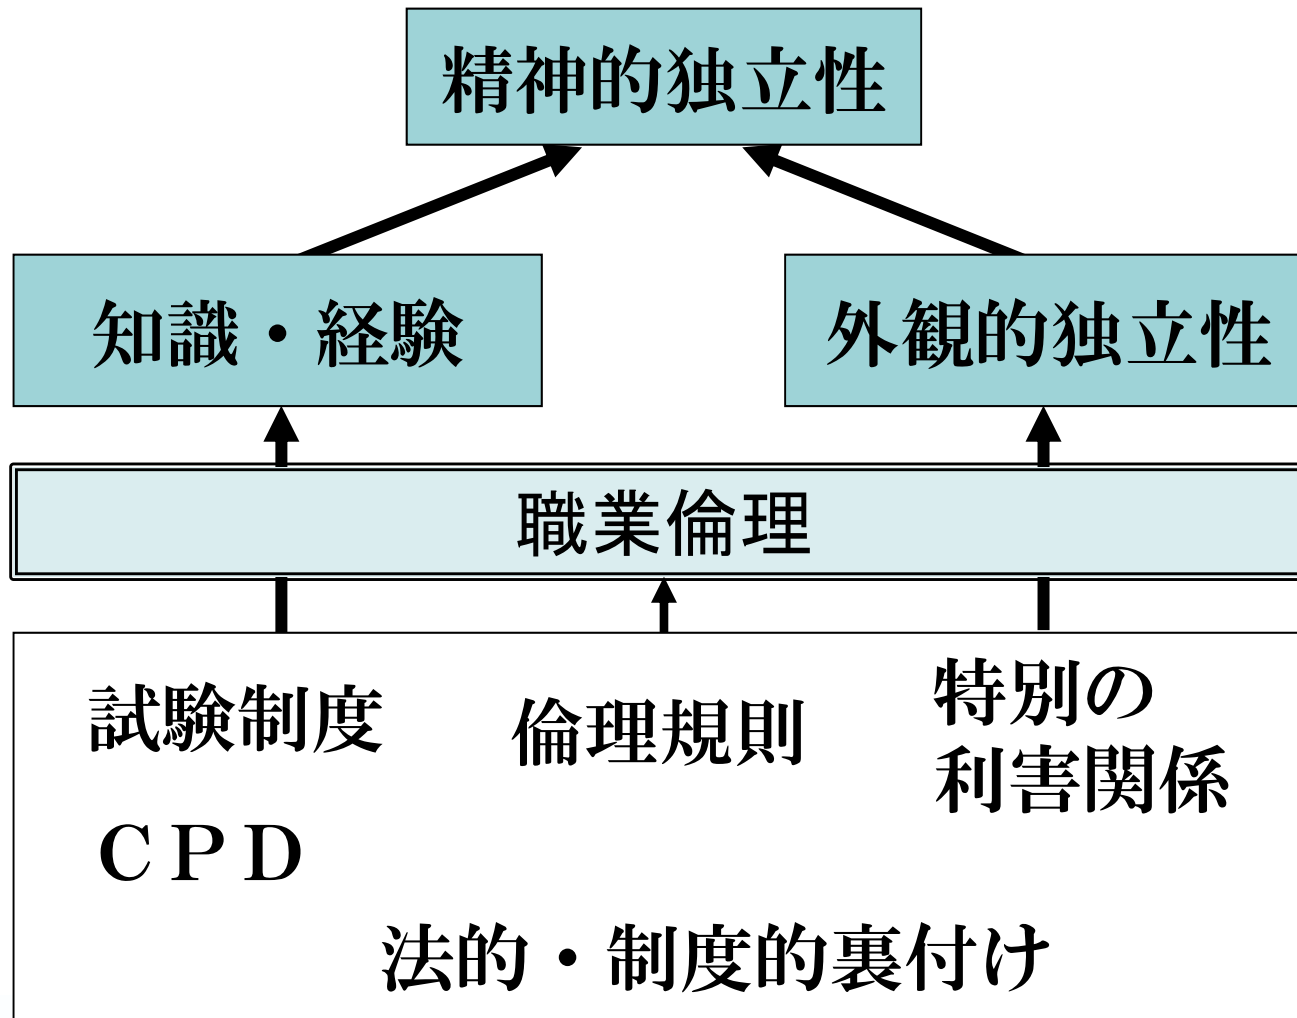 精神的独立性
知識・経験
外観的独立性
職業倫理
試験制度
倫理規則
特別の
利害関係
ＣＰＤ
法的・制度的裏付け